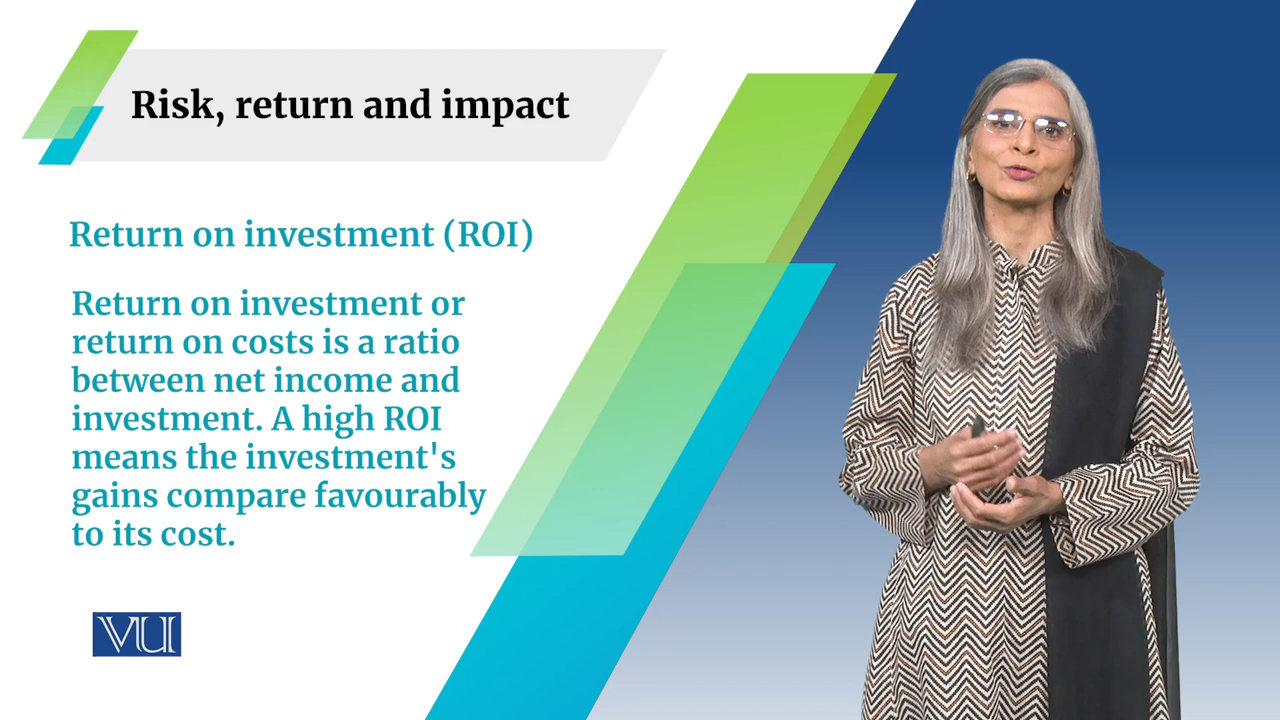 Risk, return and impact
Return on investment (ROI)
Return on investment or
return on costs is a ratio
between net income and
investment. A high ROI
means the investment's
gains compare favourably
to its cost.
VU